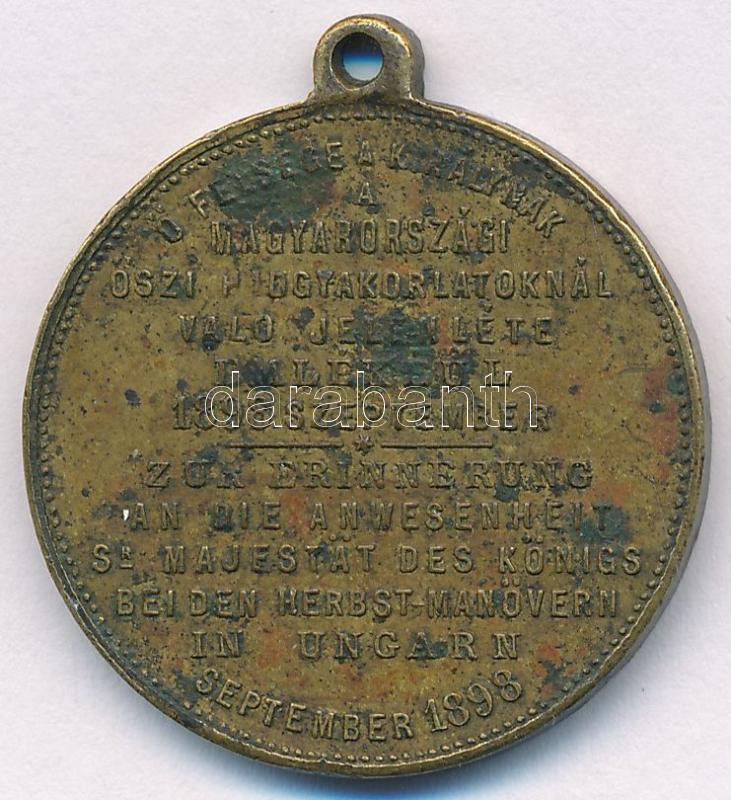 Ő FELSÉGE A KIRÁLYNAK
A
MAGYARORSZÁGI
ŐSZI HADGYAKORLATOKNÁL
VALÓ JELENLÉTE
EMLÉKÉÜL
1898 SZEPTEMBER
ZUR ERINNERUNG
AN DIE ANWESENHEIT
SR MAJESTÄT DES KÖNIGS
BEI DEN HERBST-MANÖVERN
IN UNGARN
SEPTEMBER 1898
darabanth